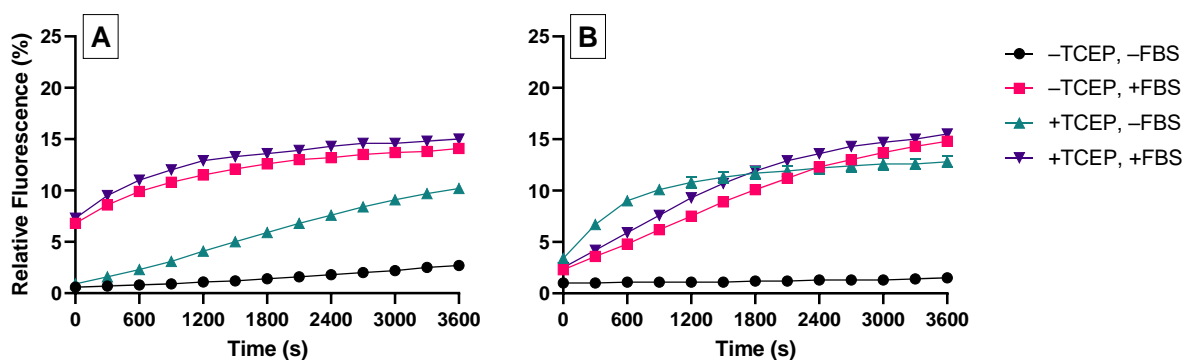 A
B
Relative Fluorescence (%)
25
20
15
10
5
0
0 600 1200 1800 2400 3000 3600
Time (s)
25
20
15
10
5
0
0 600 1200 1800 2400 3000 3600
Time (s)
–TCEP, –FBS
–TCEP, +FBS
+TCEP, –FBS
+TCEP, +FBS